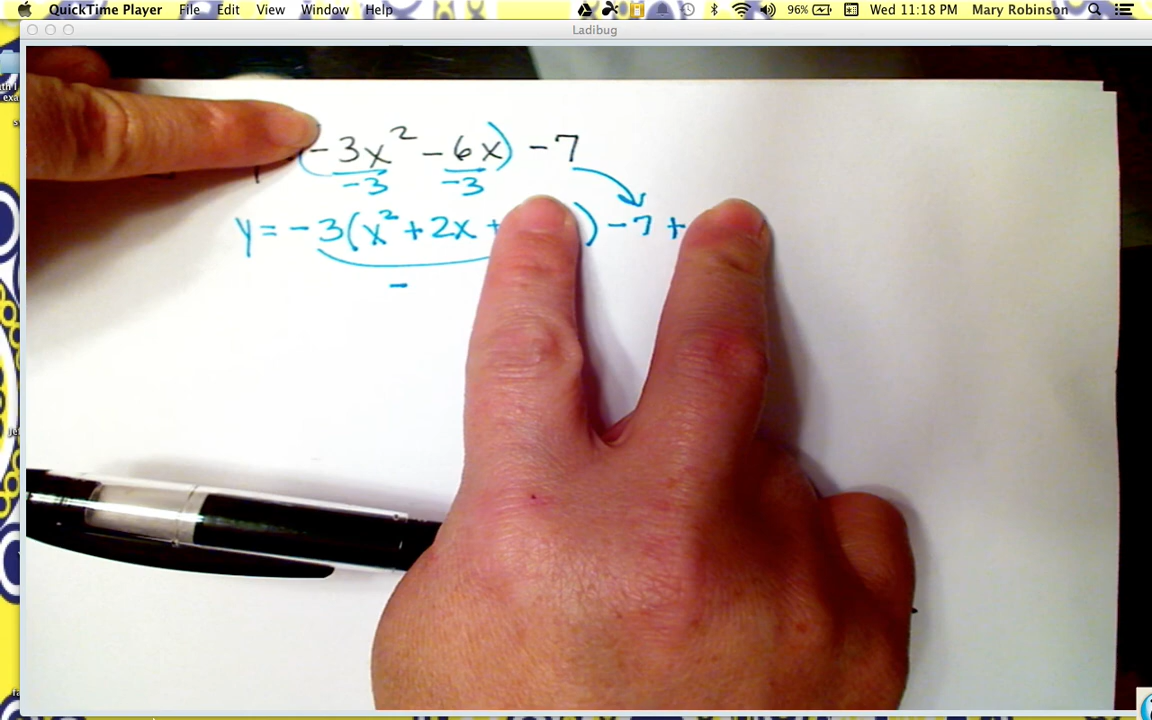 QuickTime Player File Edit View Window Help 96% Wed 11:18 PM Mary Robinson
Ladibug
-3x² - 6x) - 7
-3 -3
y = -3(x² + 2x + ) - 7 +
-